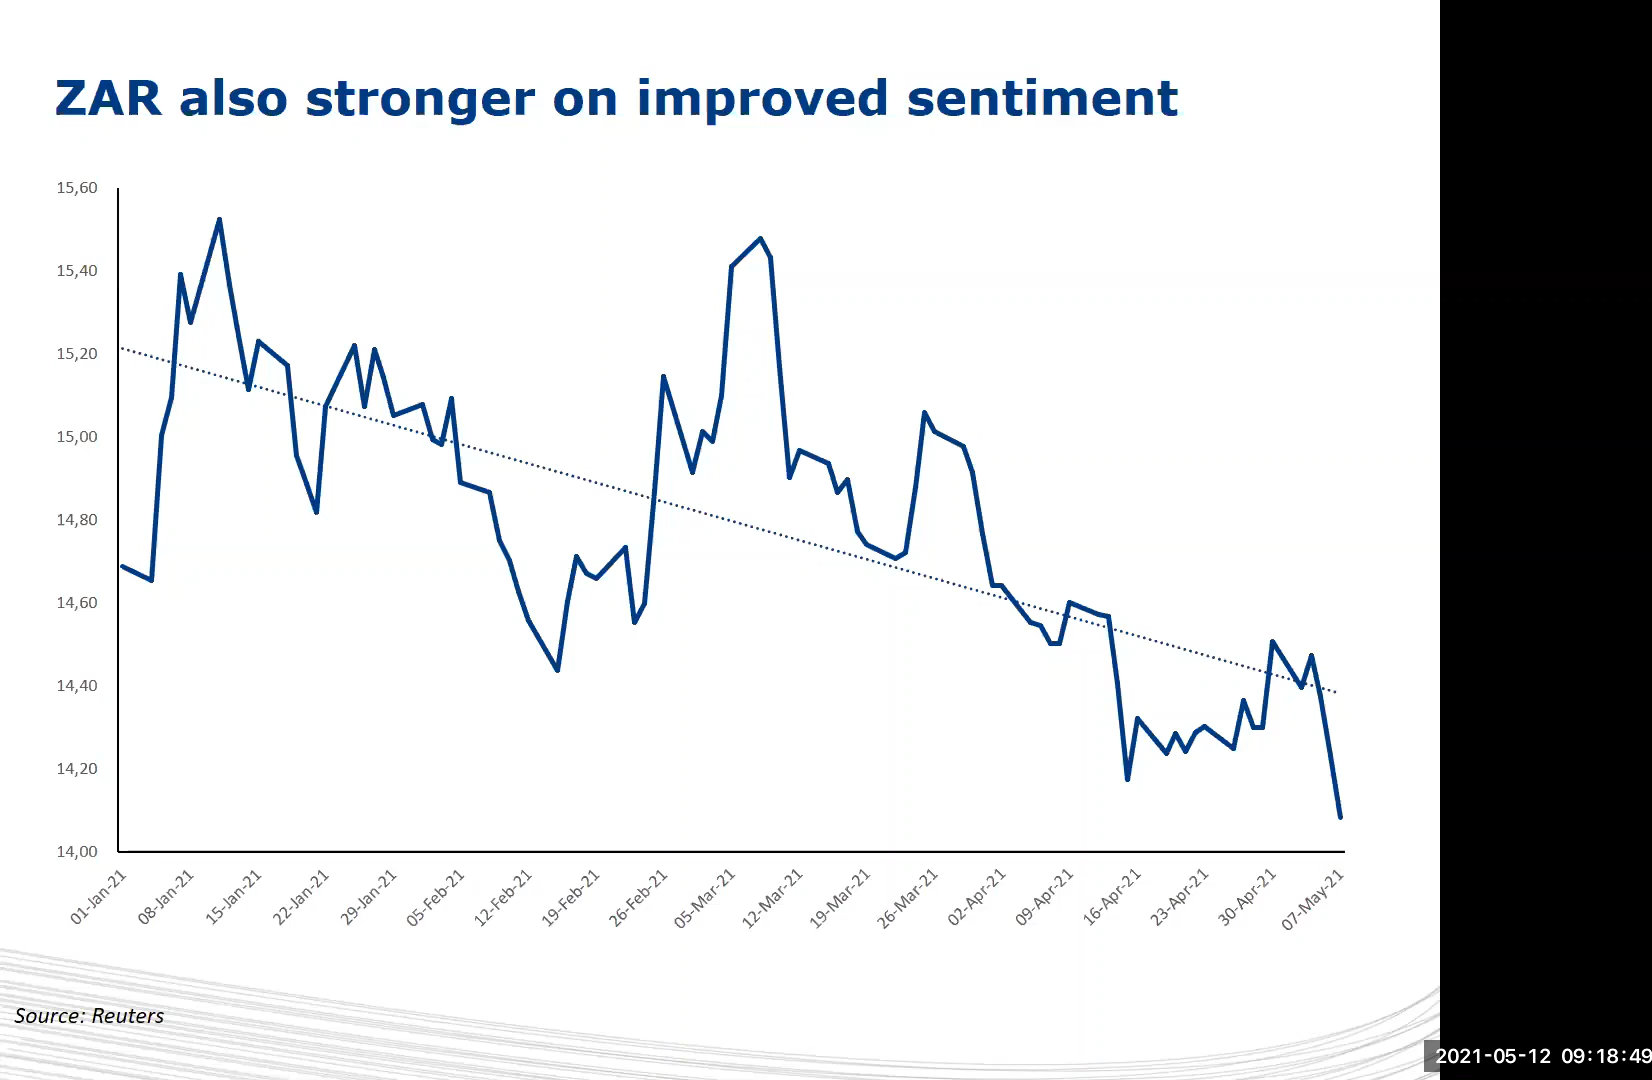 ZAR also stronger on improved sentiment
15,60
15,40
15,20
15,00
14,80
14,60
14,40
14,20
14,00
01-Jan-21
08-Jan-21
15-Jan-21
22-Jan-21
29-Jan-21
05-Feb-21
12-Feb-21
19-Feb-21
26-Feb-21
05-Mar-21
12-Mar-21
19-Mar-21
26-Mar-21
02-Apr-21
09-Apr-21
16-Apr-21
23-Apr-21
30-Apr-21
07-May-21
Source: Reuters
2021-05-12 09:18:49